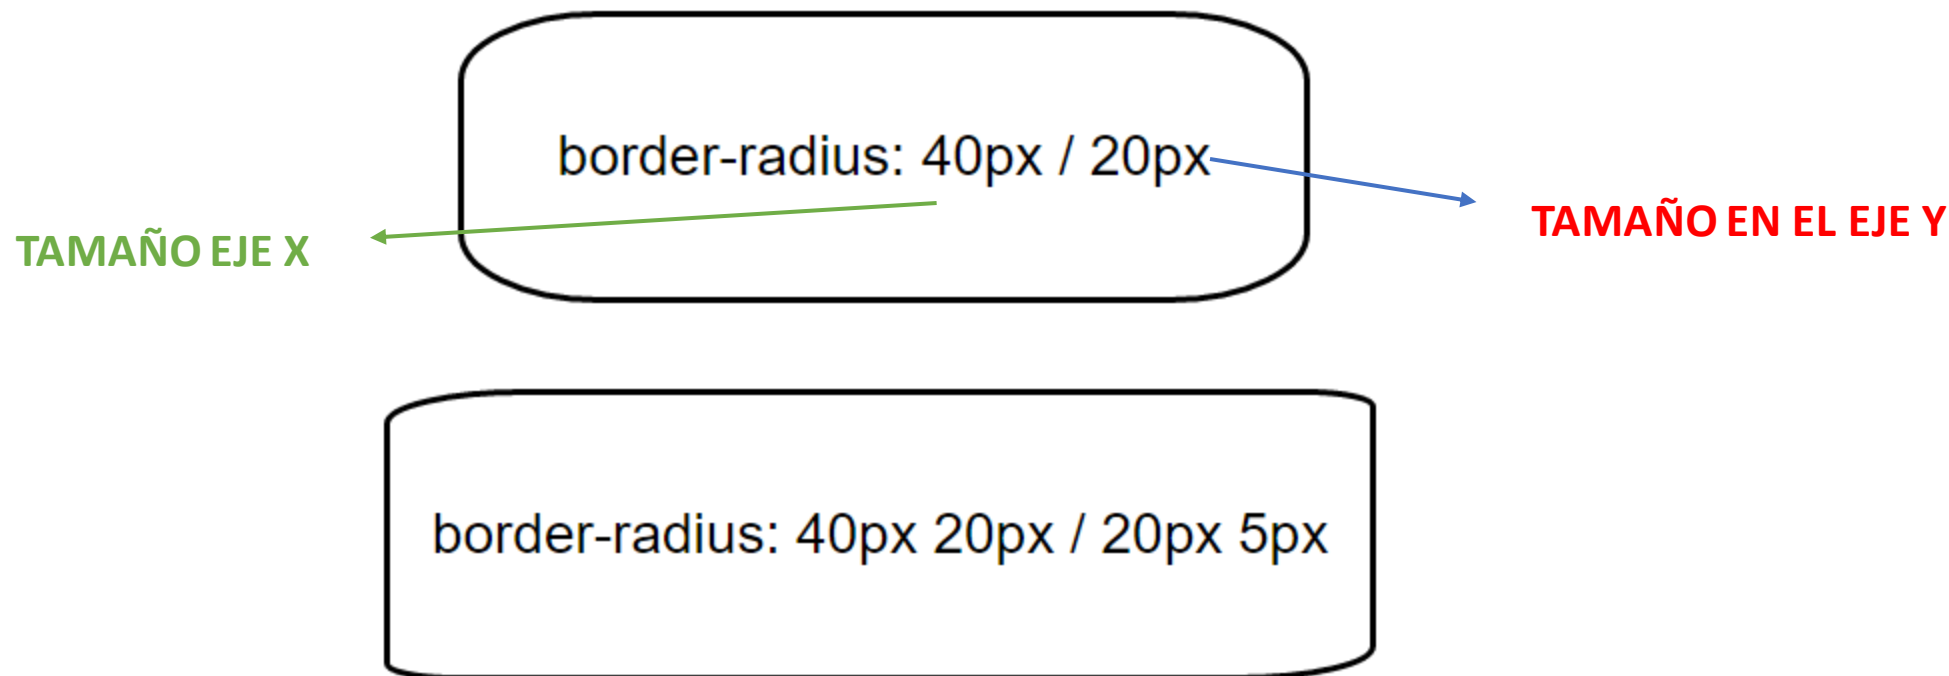 border-radius: 40px / 20px
TAMAÑO EJE X
TAMAÑO EN EL EJE Y
border-radius: 40px 20px / 20px 5px